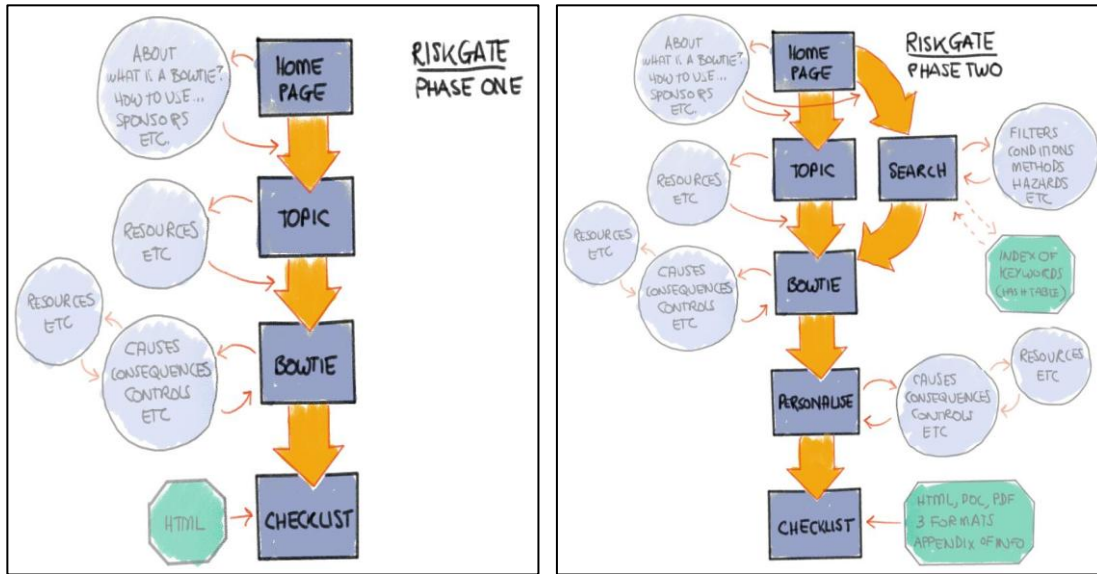 RISKGATE
PHASE ONE
HOME
PAGE
ABOUT
WHAT IS A BOWTIE?
HOW TO USE...
SPONSORS
ETC.
TOPIC
RESOURCES
ETC
BOWTIE
CAUSES
CONSEQUENCES
CONTROLS
ETC
RESOURCES
ETC
CHECKLIST
HTML
RISKGATE
PHASE TWO
HOME
PAGE
ABOUT
WHAT IS A BOWTIE?
HOW TO USE...
SPONSORS
ETC.
TOPIC
RESOURCES
ETC
SEARCH
FILTERS
CONDITIONS
METHODS
HAZARDS
ETC
INDEX OF
KEYWORDS
(HASH TABLE)
BOWTIE
CAUSES
CONSEQUENCES
CONTROLS
ETC
RESOURCES
ETC
PERSONALISE
CAUSES
CONSEQUENCES
CONTROLS
ETC
RESOURCES
ETC
CHECKLIST
HTML, DOC, PDF
3 FORMATS
APPENDIX OF INFO